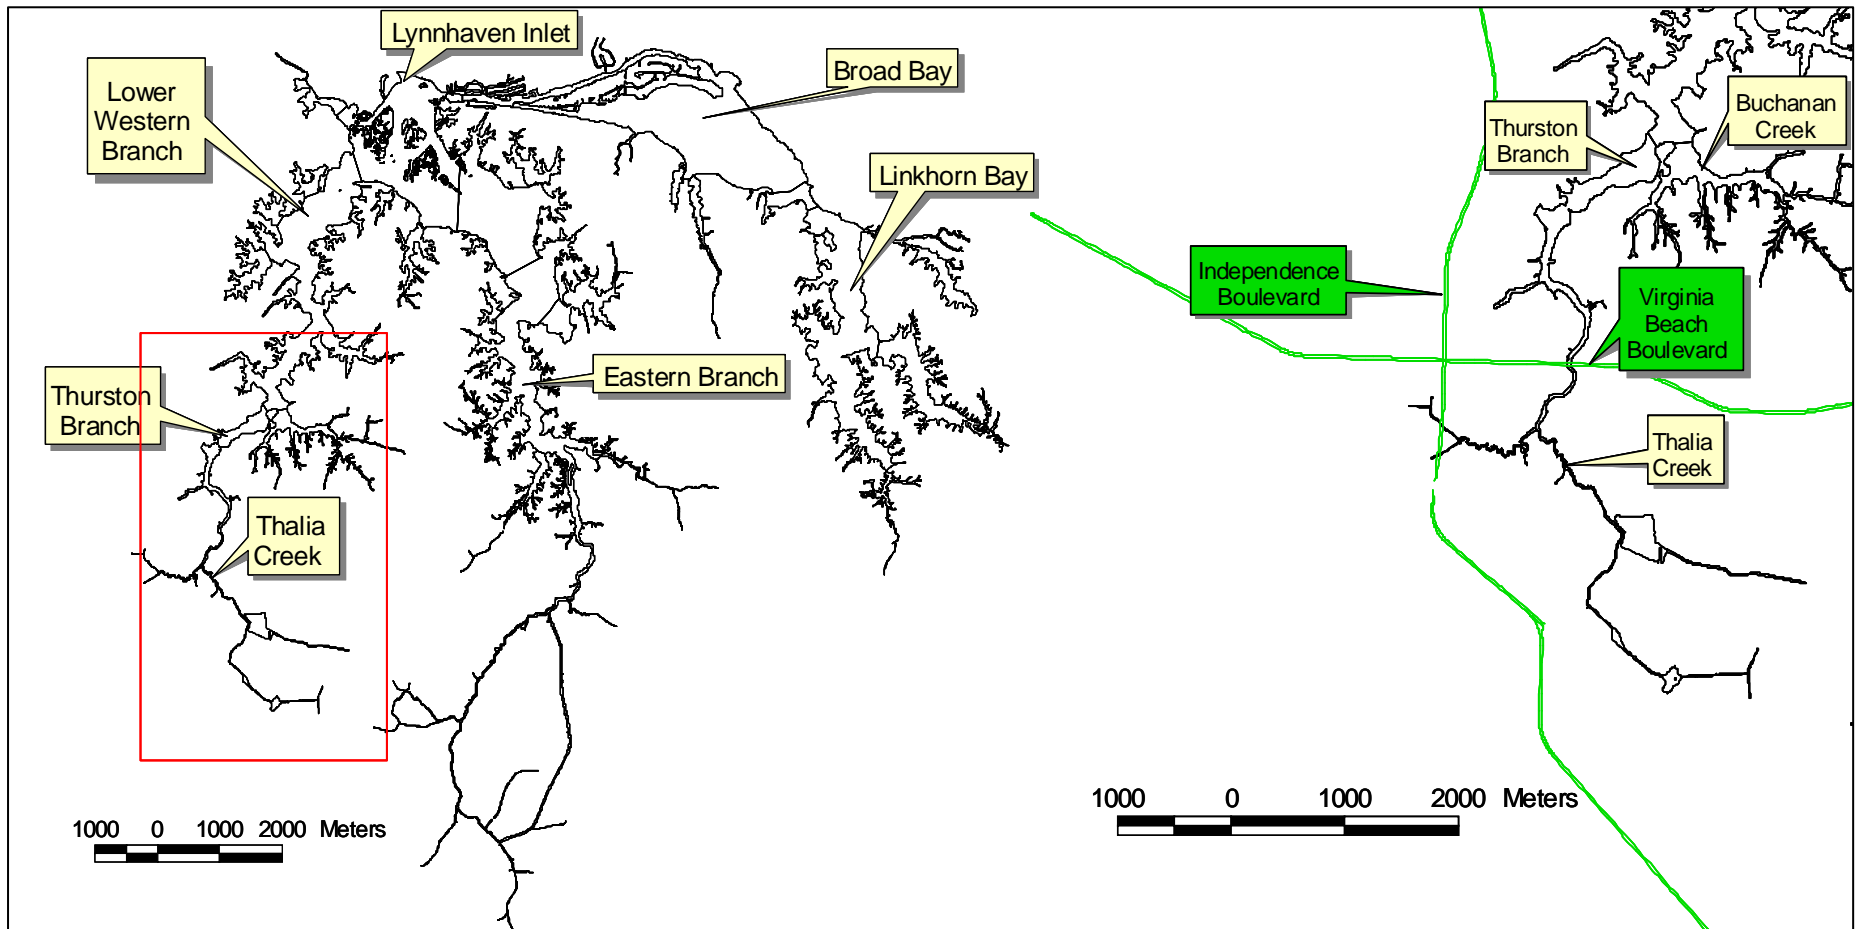 Lynnhaven Inlet
Lower
Western
Branch
Broad Bay
Linkhorn Bay
Thurston
Branch
Eastern Branch
Thalia
Creek
1000 0 1000 2000 Meters
Buchanan
Creek
Thurston
Branch
Independence
Boulevard
Virginia
Beach
Boulevard
Thalia
Creek
1000 0 1000 2000 Meters